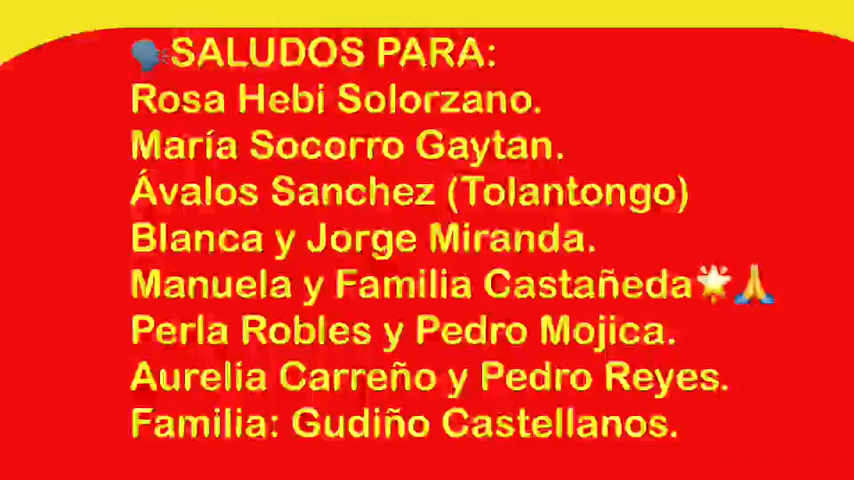 🗣️SALUDOS PARA:
Rosa Hebi Solorzano.
María Socorro Gaytan.
Ávalos Sanchez (Tolantongo)
Blanca y Jorge Miranda.
Manuela y Familia Castañeda🌟🙏
Perla Robles y Pedro Mojica.
Aurelia Carreño y Pedro Reyes.
Familia: Gudiño Castellanos.